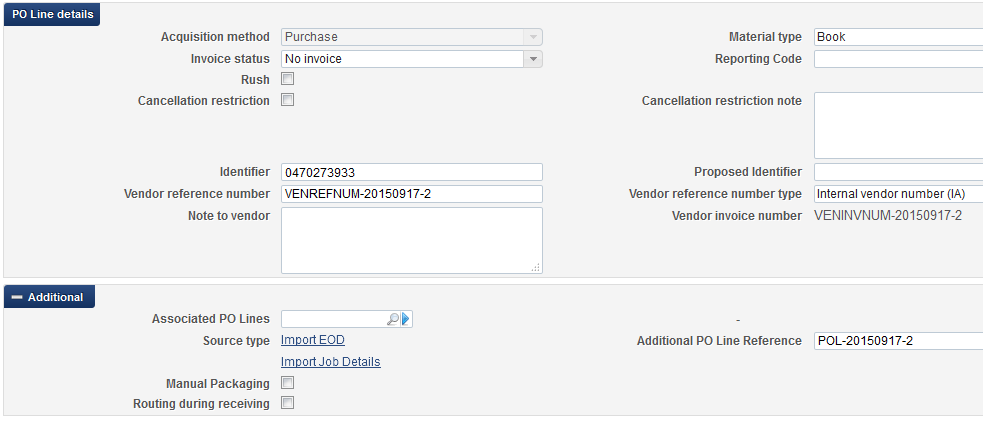 PO Line details
Acquisition method Purchase Material type Book
Invoice status No invoice Reporting Code
Rush
Cancellation restriction Cancellation restriction note
Identifier 0470273933 Proposed Identifier
Vendor reference number VENREFNUM-20150917-2 Vendor reference number type Internal vendor number (IA)
Note to vendor Vendor invoice number VENINVNUM-20150917-2
Additional
Associated PO Lines -
Source type Import EOD Additional PO Line Reference POL-20150917-2
Import Job Details
Manual Packaging
Routing during receiving